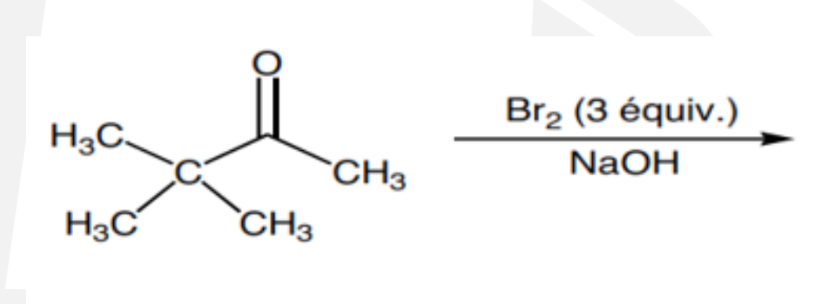 O
Br₂ (3 équiv.)
H₃C
C
CH₃
NaOH
H₃C
CH₃